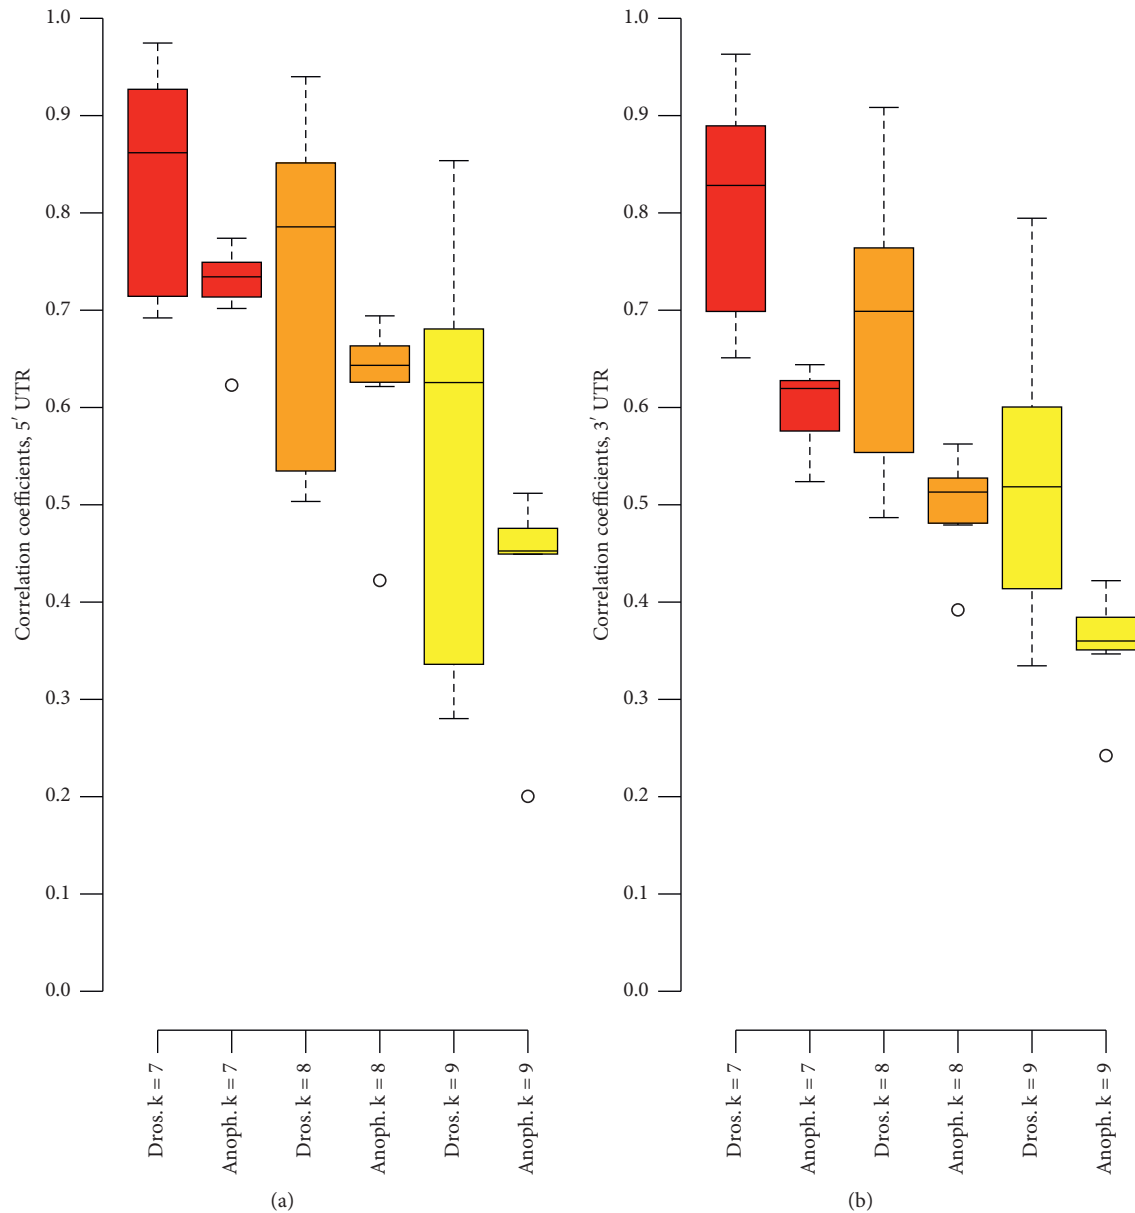 Correlation coefficients, 5′ UTR
1.0
0.9
0.8
0.7
0.6
0.5
0.4
0.3
0.2
0.1
0.0
Dros. k = 7
Anoph. k = 7
Dros. k = 8
Anoph. k = 8
Dros. k = 9
Anoph. k = 9
(a)
Correlation coefficients, 3′ UTR
1.0
0.9
0.8
0.7
0.6
0.5
0.4
0.3
0.2
0.1
0.0
Dros. k = 7
Anoph. k = 7
Dros. k = 8
Anoph. k = 8
Dros. k = 9
Anoph. k = 9
(b)